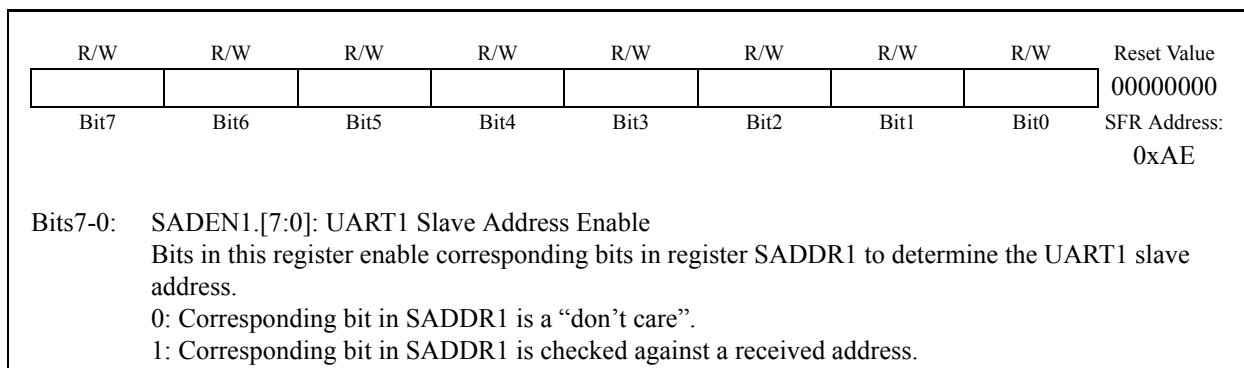 R/W R/W R/W R/W R/W R/W R/W R/W Reset Value
00000000
Bit7 Bit6 Bit5 Bit4 Bit3 Bit2 Bit1 Bit0 SFR Address:
0xAE
Bits7-0: SADEN1.[7:0]: UART1 Slave Address Enable
Bits in this register enable corresponding bits in register SADDR1 to determine the UART1 slave
address.
0: Corresponding bit in SADDR1 is a “don’t care”.
1: Corresponding bit in SADDR1 is checked against a received address.